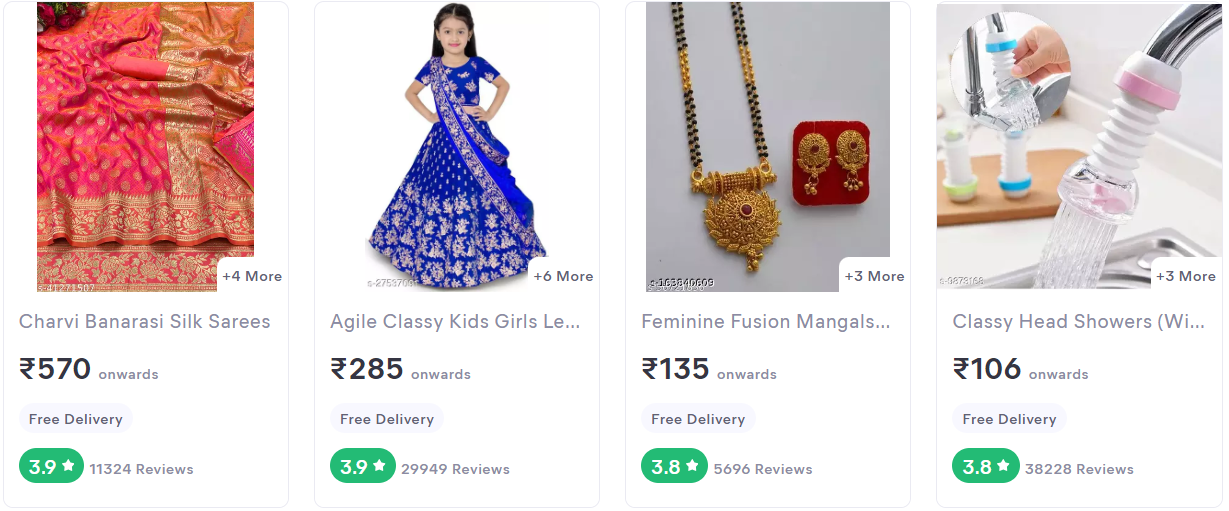 +4 More
s-41271507
Charvi Banarasi Silk Sarees
₹570 onwards
Free Delivery
3.9 ★ 11324 Reviews
+6 More
Agile Classy Kids Girls Le...
₹285 onwards
Free Delivery
3.9 ★ 29949 Reviews
+3 More
Feminine Fusion Mangals...
₹135 onwards
Free Delivery
3.8 ★ 5696 Reviews
+3 More
Classy Head Showers (Wi...
₹106 onwards
Free Delivery
3.8 ★ 38228 Reviews